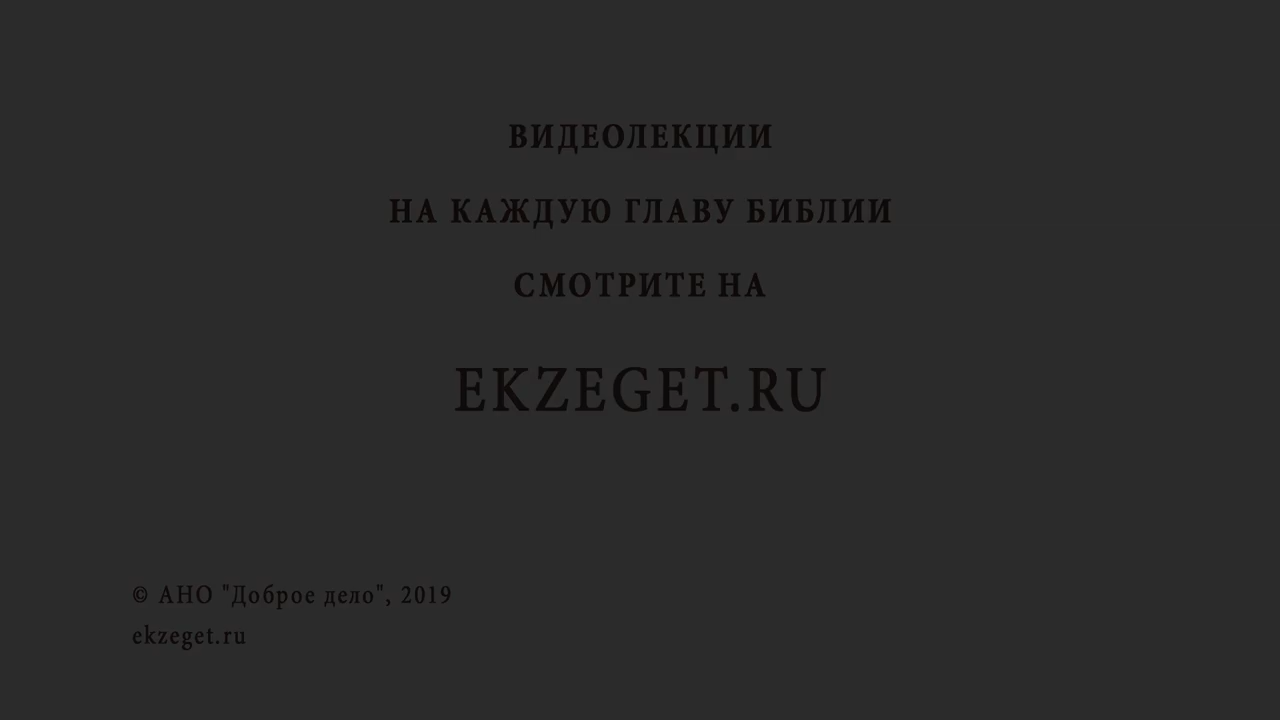 ВИДЕОЛЕКЦИИ
НА КАЖДУЮ ГЛАВУ БИБЛИИ
СМОТРИТЕ НА
EKZEGET.RU
© АНО "Доброе дело", 2019
ekzeget.ru